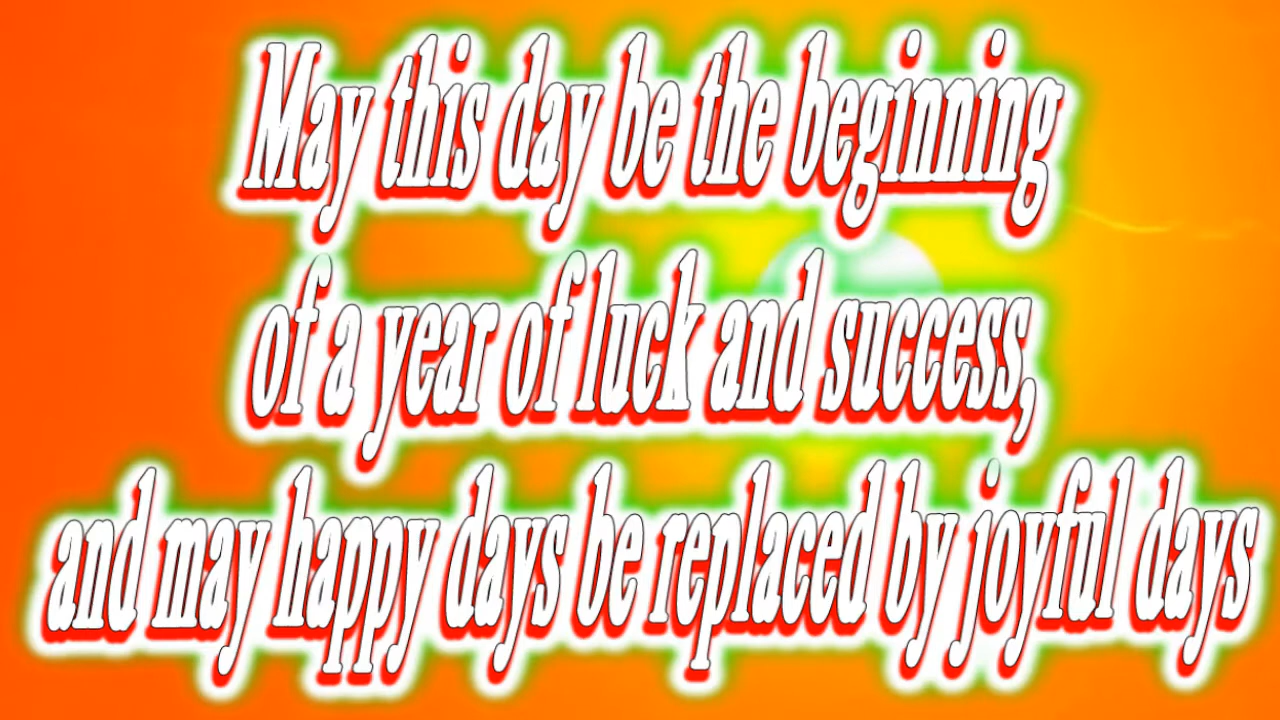 May this day be the beginning
of a year of luck and success,
and may happy days be replaced by joyful days